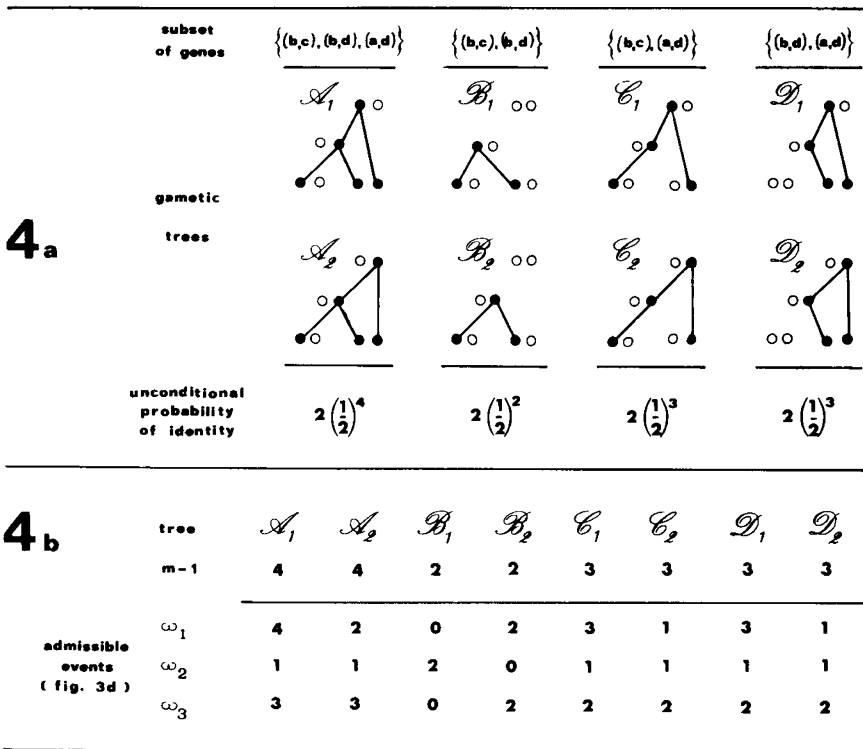 subset of genes {(b,c), (b,d), (a,d)} {(b,c), (b,d)} {(b,c), (a,d)} {(b,d), (a,d)}
𝒜₁ ℬ₁ 𝒞₁ 𝒟₁
gametic
4a
trees
𝒜₂ ℬ₂ 𝒞₂ 𝒟₂
unconditional probability of identity 2(1/2)⁴ 2(1/2)² 2(1/2)³ 2(1/2)³
4b
tree 𝒜₁ 𝒜₂ ℬ₁ ℬ₂ 𝒞₁ 𝒞₂ 𝒟₁ 𝒟₂
m-1 4 4 2 2 3 3 3 3
admissible events (fig. 3d)
ω₁ 4 2 0 2 3 1 3 1
ω₂ 1 1 2 0 1 1 1 1
ω₃ 3 3 0 2 2 2 2 2